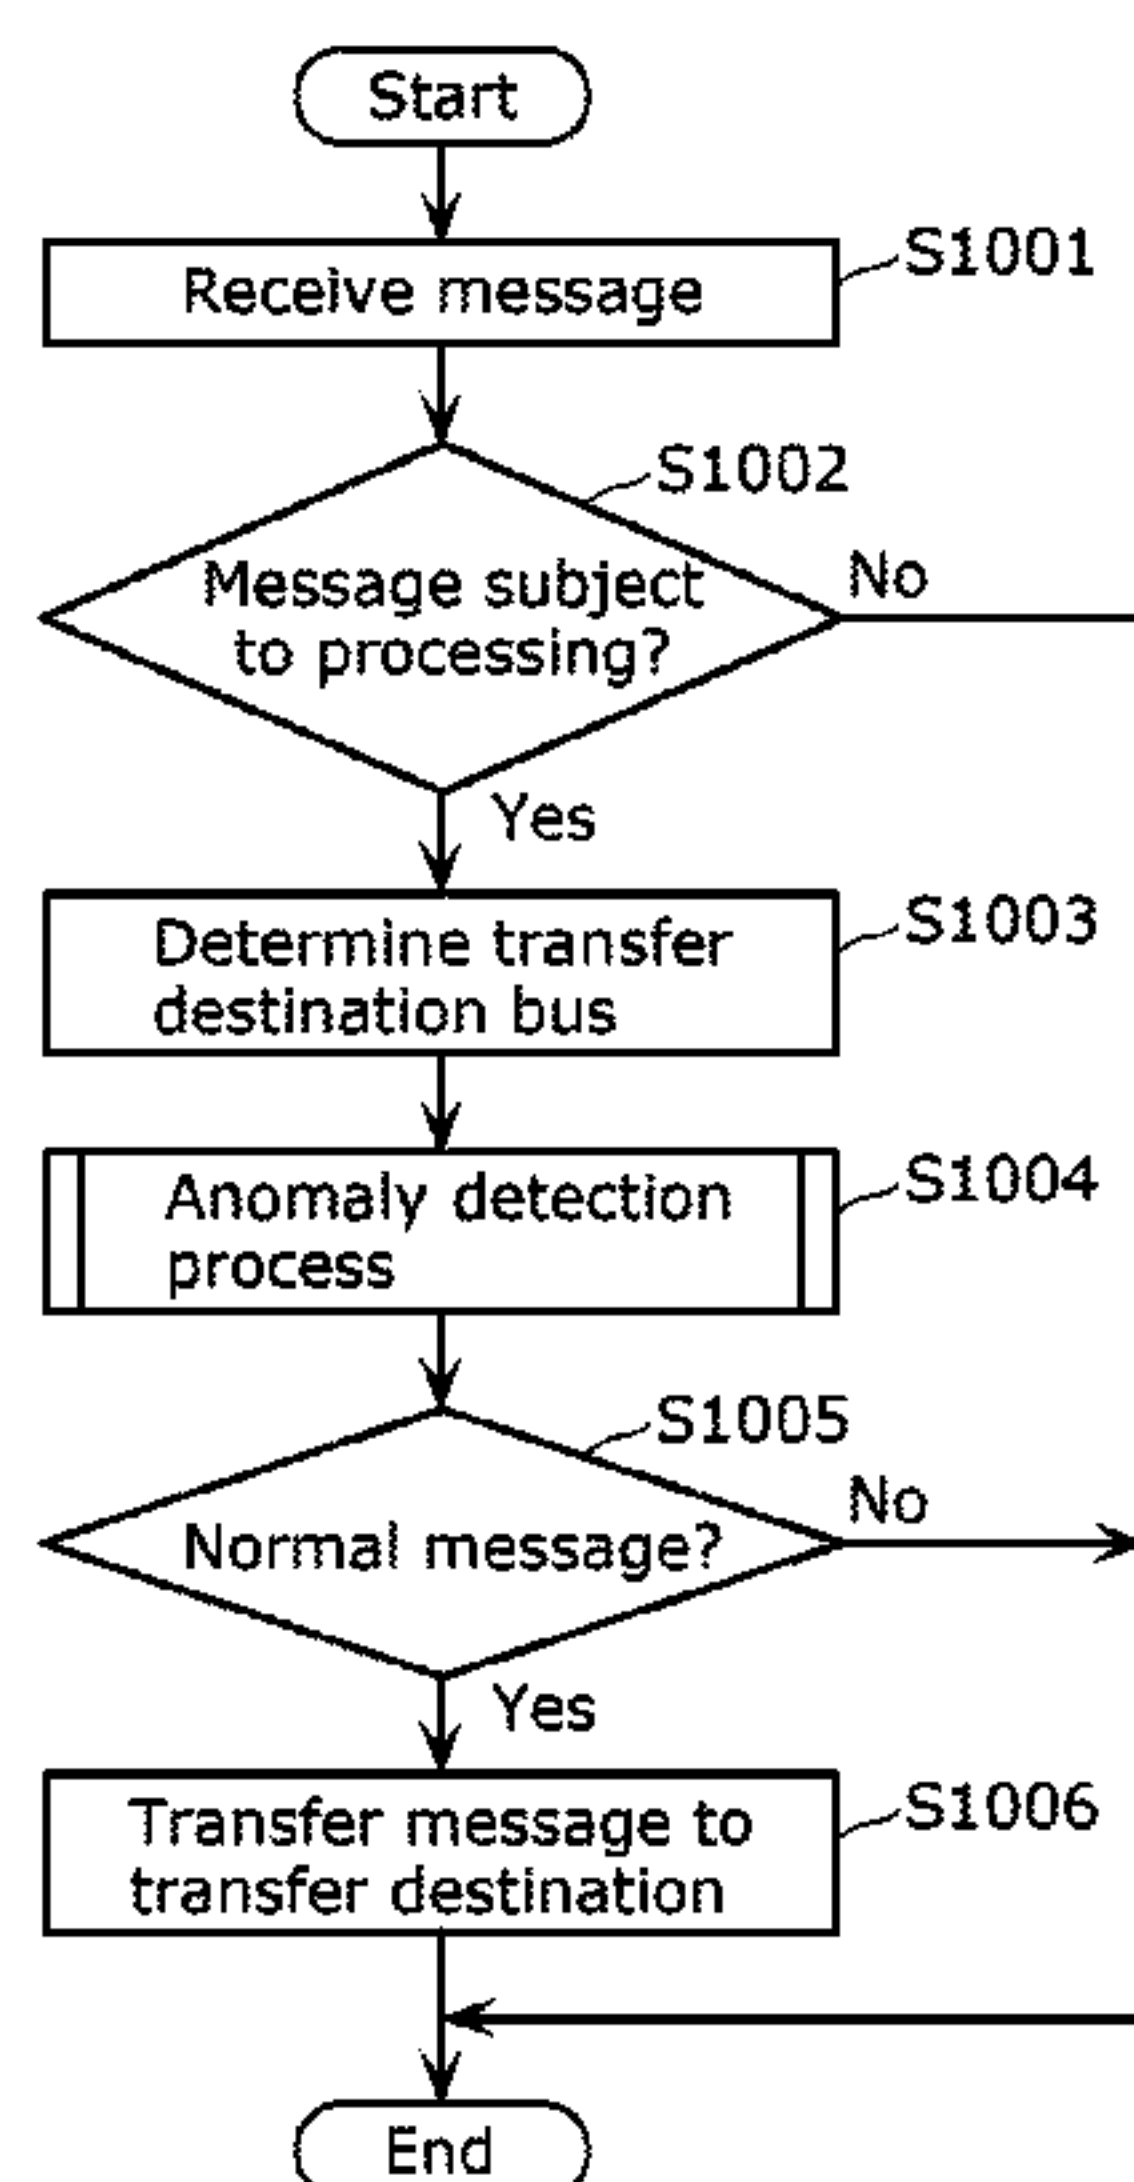 Start
Receive message
S1001
S1002
Message subject
to processing?
No
Yes
Determine transfer
destination bus
S1003
Anomaly detection
process
S1004
S1005
Normal message?
No
Yes
Transfer message to
transfer destination
S1006
End